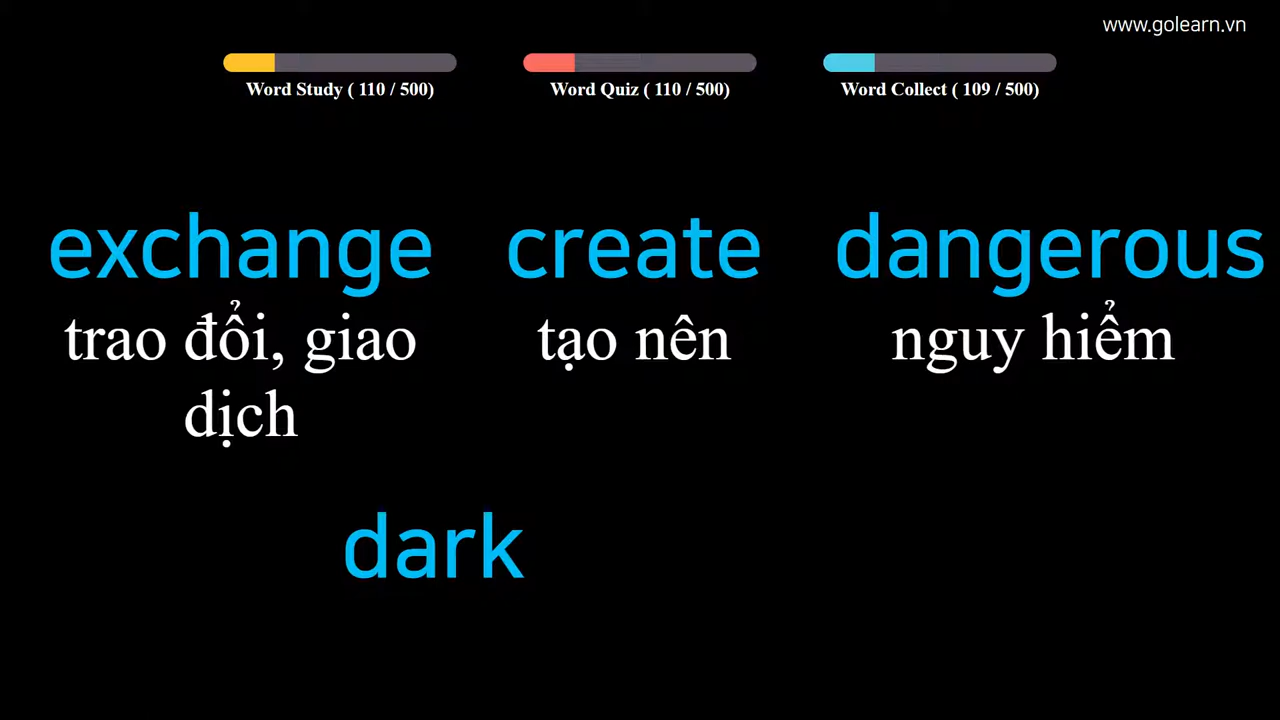 www.golearn.vn
Word Study ( 110 / 500)
Word Quiz ( 110 / 500)
Word Collect ( 109 / 500)
exchange
trao đổi, giao
dịch
create
tạo nên
dangerous
nguy hiểm
dark